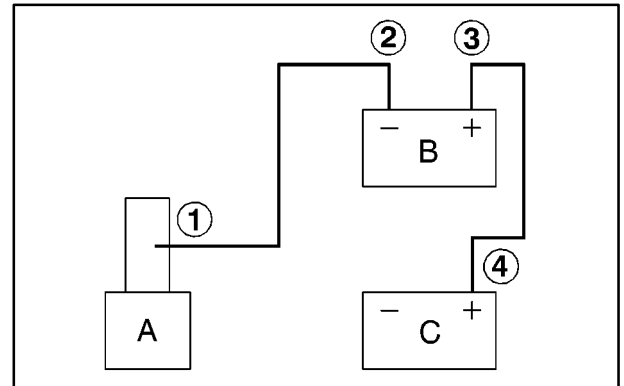 ② ③
− +
B
①
④
A
− +
C